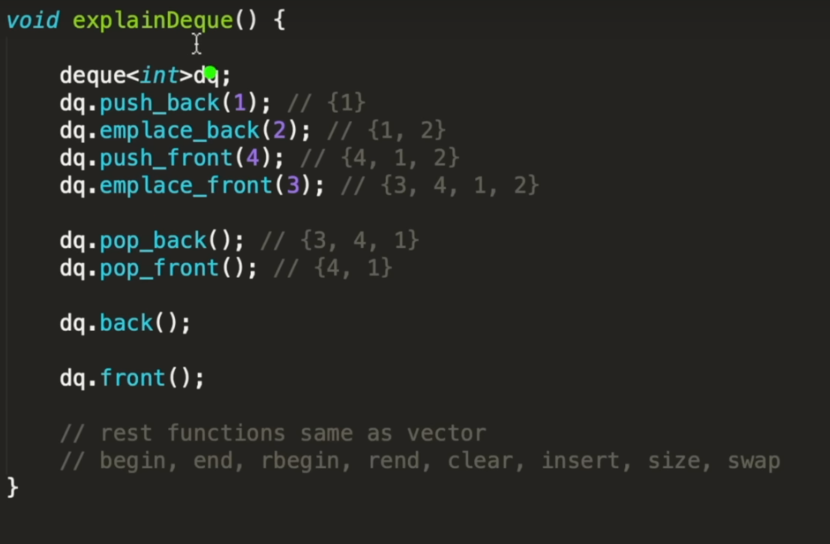 void explainDeque() {
deque<int>dq;
dq.push_back(1); // {1}
dq.emplace_back(2); // {1, 2}
dq.push_front(4); // {4, 1, 2}
dq.emplace_front(3); // {3, 4, 1, 2}
dq.pop_back(); // {3, 4, 1}
dq.pop_front(); // {4, 1}
dq.back();
dq.front();
// rest functions same as vector
// begin, end, rbegin, rend, clear, insert, size, swap
}